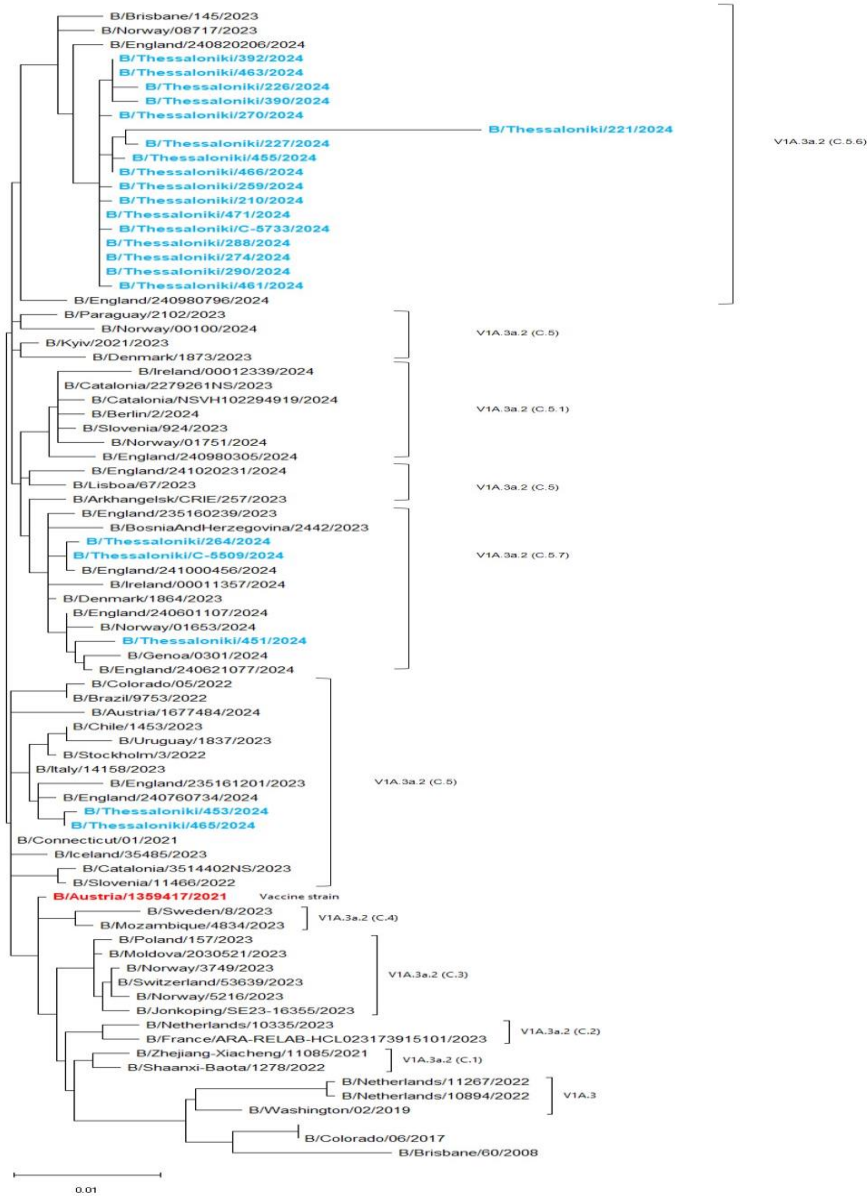 B/Brisbane/145/2023
B/Norway/08717/2023
B/England/240820206/2024
B/Thessaloniki/392/2024
B/Thessaloniki/463/2024
B/Thessaloniki/226/2024
B/Thessaloniki/390/2024
B/Thessaloniki/270/2024
B/Thessaloniki/221/2024
B/Thessaloniki/227/2024
V1A.3a.2 (C.5.6)
B/Thessaloniki/455/2024
B/Thessaloniki/466/2024
B/Thessaloniki/259/2024
B/Thessaloniki/210/2024
B/Thessaloniki/471/2024
B/Thessaloniki/C-5733/2024
B/Thessaloniki/288/2024
B/Thessaloniki/274/2024
B/Thessaloniki/290/2024
B/Thessaloniki/461/2024
B/England/240980796/2024
B/Paraguay/2102/2023
B/Norway/00100/2024
V1A.3a.2 (C.5)
B/Kyiv/2021/2023
B/Denmark/1873/2023
B/Ireland/00012339/2024
B/Catalonia/2279261NS/2023
B/Catalonia/NSVH102294919/2024
V1A.3a.2 (C.5.1)
B/Berlin/2/2024
B/Slovenia/924/2023
B/Norway/01751/2024
B/England/240980305/2024
B/England/241020231/2024
V1A.3a.2 (C.5)
B/Lisboa/67/2023
B/Arkhangelsk/CRIE/257/2023
B/England/235160239/2023
B/BosniaAndHerzegovina/2442/2023
B/Thessaloniki/264/2024
B/Thessaloniki/C-5509/2024
V1A.3a.2 (C.5.7)
B/England/241000456/2024
B/Ireland/00011357/2024
B/Denmark/1864/2023
B/England/240601107/2024
B/Norway/01653/2024
B/Thessaloniki/451/2024
B/Genoa/0301/2024
B/England/240621077/2024
B/Colorado/05/2022
B/Brazil/9753/2022
B/Austria/1677484/2024
B/Chile/1453/2023
B/Uruguay/1837/2023
B/Stockholm/3/2022
B/Italy/14158/2023
V1A.3a.2 (C.5)
B/England/235161201/2023
B/England/240760734/2024
B/Thessaloniki/453/2024
B/Thessaloniki/465/2024
B/Connecticut/01/2021
B/Iceland/35485/2023
B/Catalonia/3514402NS/2023
B/Slovenia/11466/2022
B/Austria/1359417/2021 Vaccine strain
B/Sweden/8/2023
V1A.3a.2 (C.4)
B/Mozambique/4834/2023
B/Poland/157/2023
B/Moldova/2030521/2023
B/Norway/3749/2023
V1A.3a.2 (C.3)
B/Switzerland/53639/2023
B/Norway/5216/2023
B/Jonkoping/SE23-16355/2023
B/Netherlands/10335/2023
V1A.3a.2 (C.2)
B/France/ARA-RELAB-HCL023173915101/2023
B/Zhejiang-Xiacheng/11085/2021
V1A.3a.2 (C.1)
B/Shaanxi-Baota/1278/2022
B/Netherlands/11267/2022
B/Netherlands/10894/2022
V1A.3
B/Washington/02/2019
B/Colorado/06/2017
B/Brisbane/60/2008
0.01